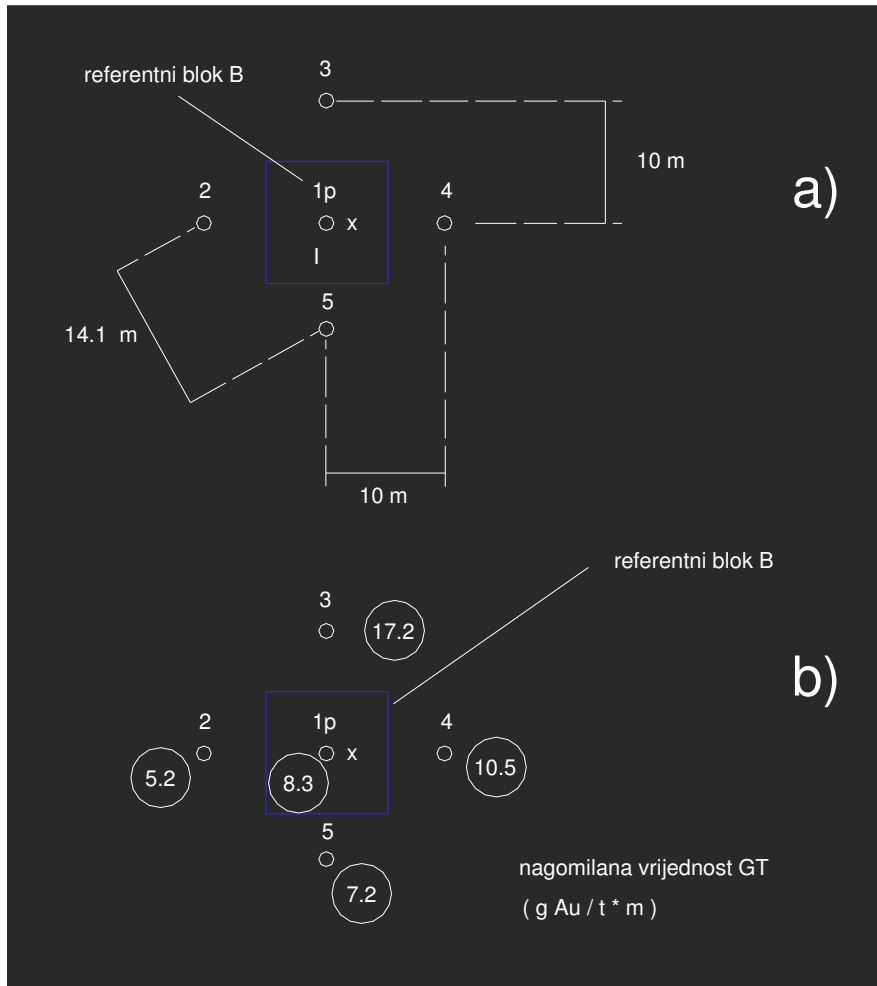 3
referentni blok B
10 m
a)
2
1p
4
x
I
5
14.1 m
10 m
referentni blok B
3
17.2
b)
2
1p
4
x
5.2
8.3
10.5
5
nagomilana vrijednost GT
7.2
( g Au / t * m )